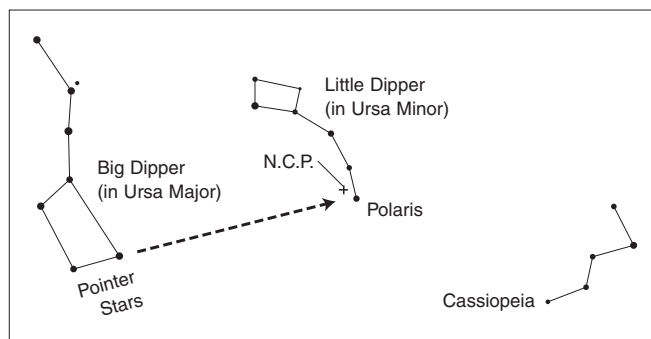 Little Dipper
(in Ursa Minor)
N.C.P.
Big Dipper
(in Ursa Major)
Polaris
Pointer
Stars
Cassiopeia